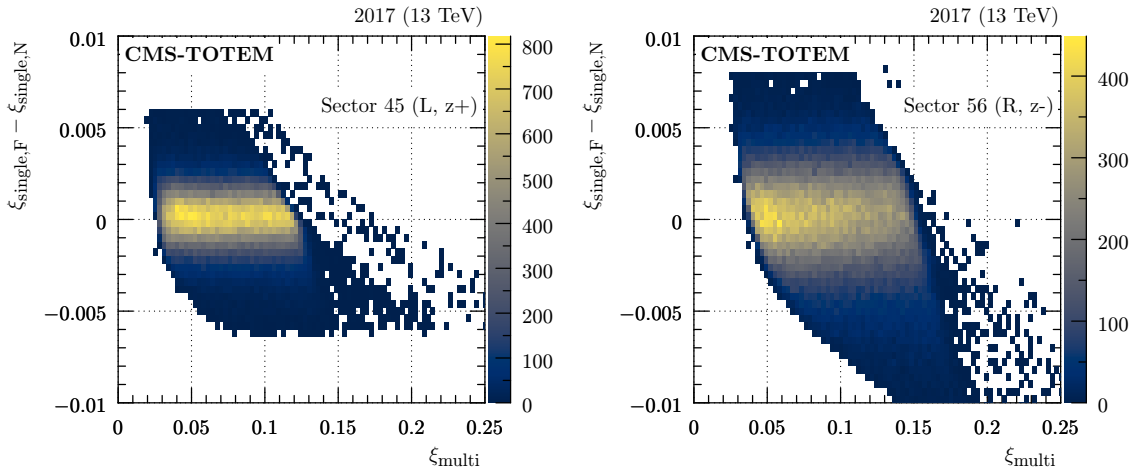 2017 (13 TeV)
CMS-TOTEM
Sector 45 (L, z+)
ξsingle,F − ξsingle,N
0.01
0.005
0
−0.005
−0.01
0 0.05 0.1 0.15 0.2 0.25
ξmulti
800
700
600
500
400
300
200
100
0
2017 (13 TeV)
CMS-TOTEM
Sector 56 (R, z-)
ξsingle,F − ξsingle,N
0.01
0.005
0
−0.005
−0.01
0 0.05 0.1 0.15 0.2 0.25
ξmulti
400
300
200
100
0